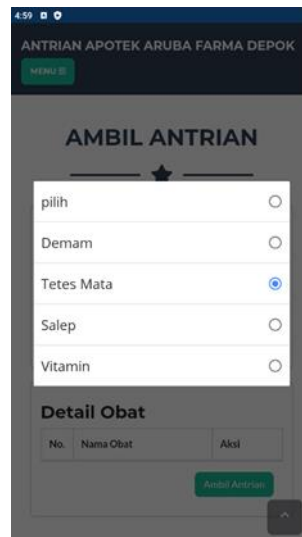 4:59
ANTRIAN APOTEK ARUBA FARMA DEPOK
MENU
AMBIL ANTRIAN
pilih
Demam
Tetes Mata
Salep
Vitamin
Detail Obat
No. Nama Obat Aksi
Ambil Antrian